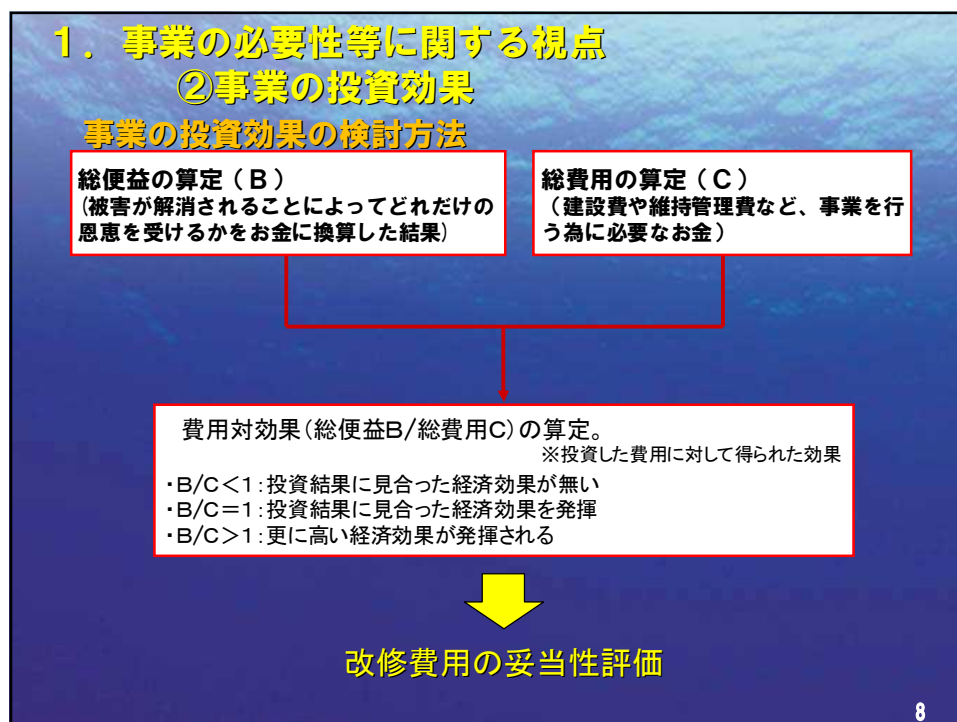 １．事業の必要性等に関する視点
②事業の投資効果
事業の投資効果の検討方法
総便益の算定（Ｂ）
(被害が解消されることによってどれだけの
恩恵を受けるかをお金に換算した結果)
総費用の算定（Ｃ）
（建設費や維持管理費など、事業を行
う為に必要なお金）
費用対効果（総便益Ｂ/総費用Ｃ）の算定。
※投資した費用に対して得られた効果
・Ｂ/Ｃ＜１：投資結果に見合った経済効果が無い
・Ｂ/Ｃ＝１：投資結果に見合った経済効果を発揮
・Ｂ/Ｃ＞１：更に高い経済効果が発揮される
改修費用の妥当性評価
8